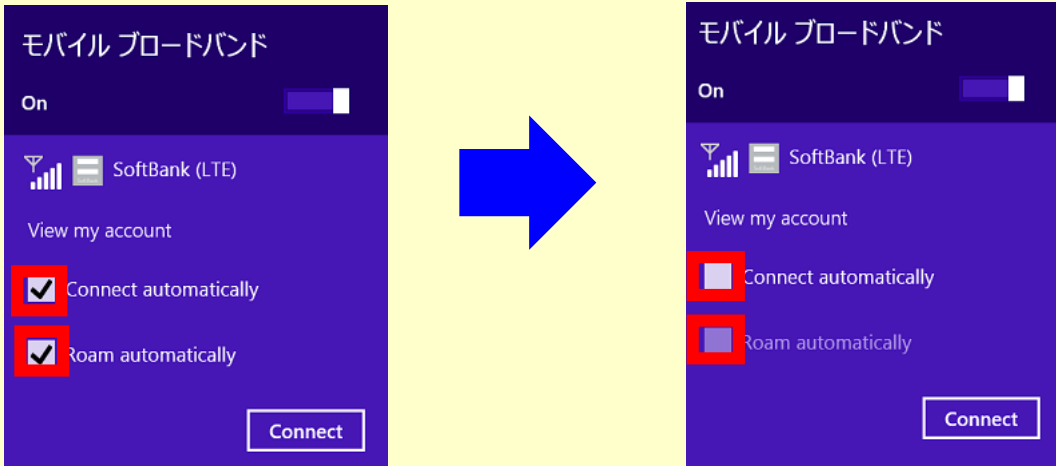 モバイル ブロードバンド
On
SoftBank (LTE)
View my account
Connect automatically
Roam automatically
Connect
モバイル ブロードバンド
On
SoftBank (LTE)
View my account
Connect automatically
Roam automatically
Connect